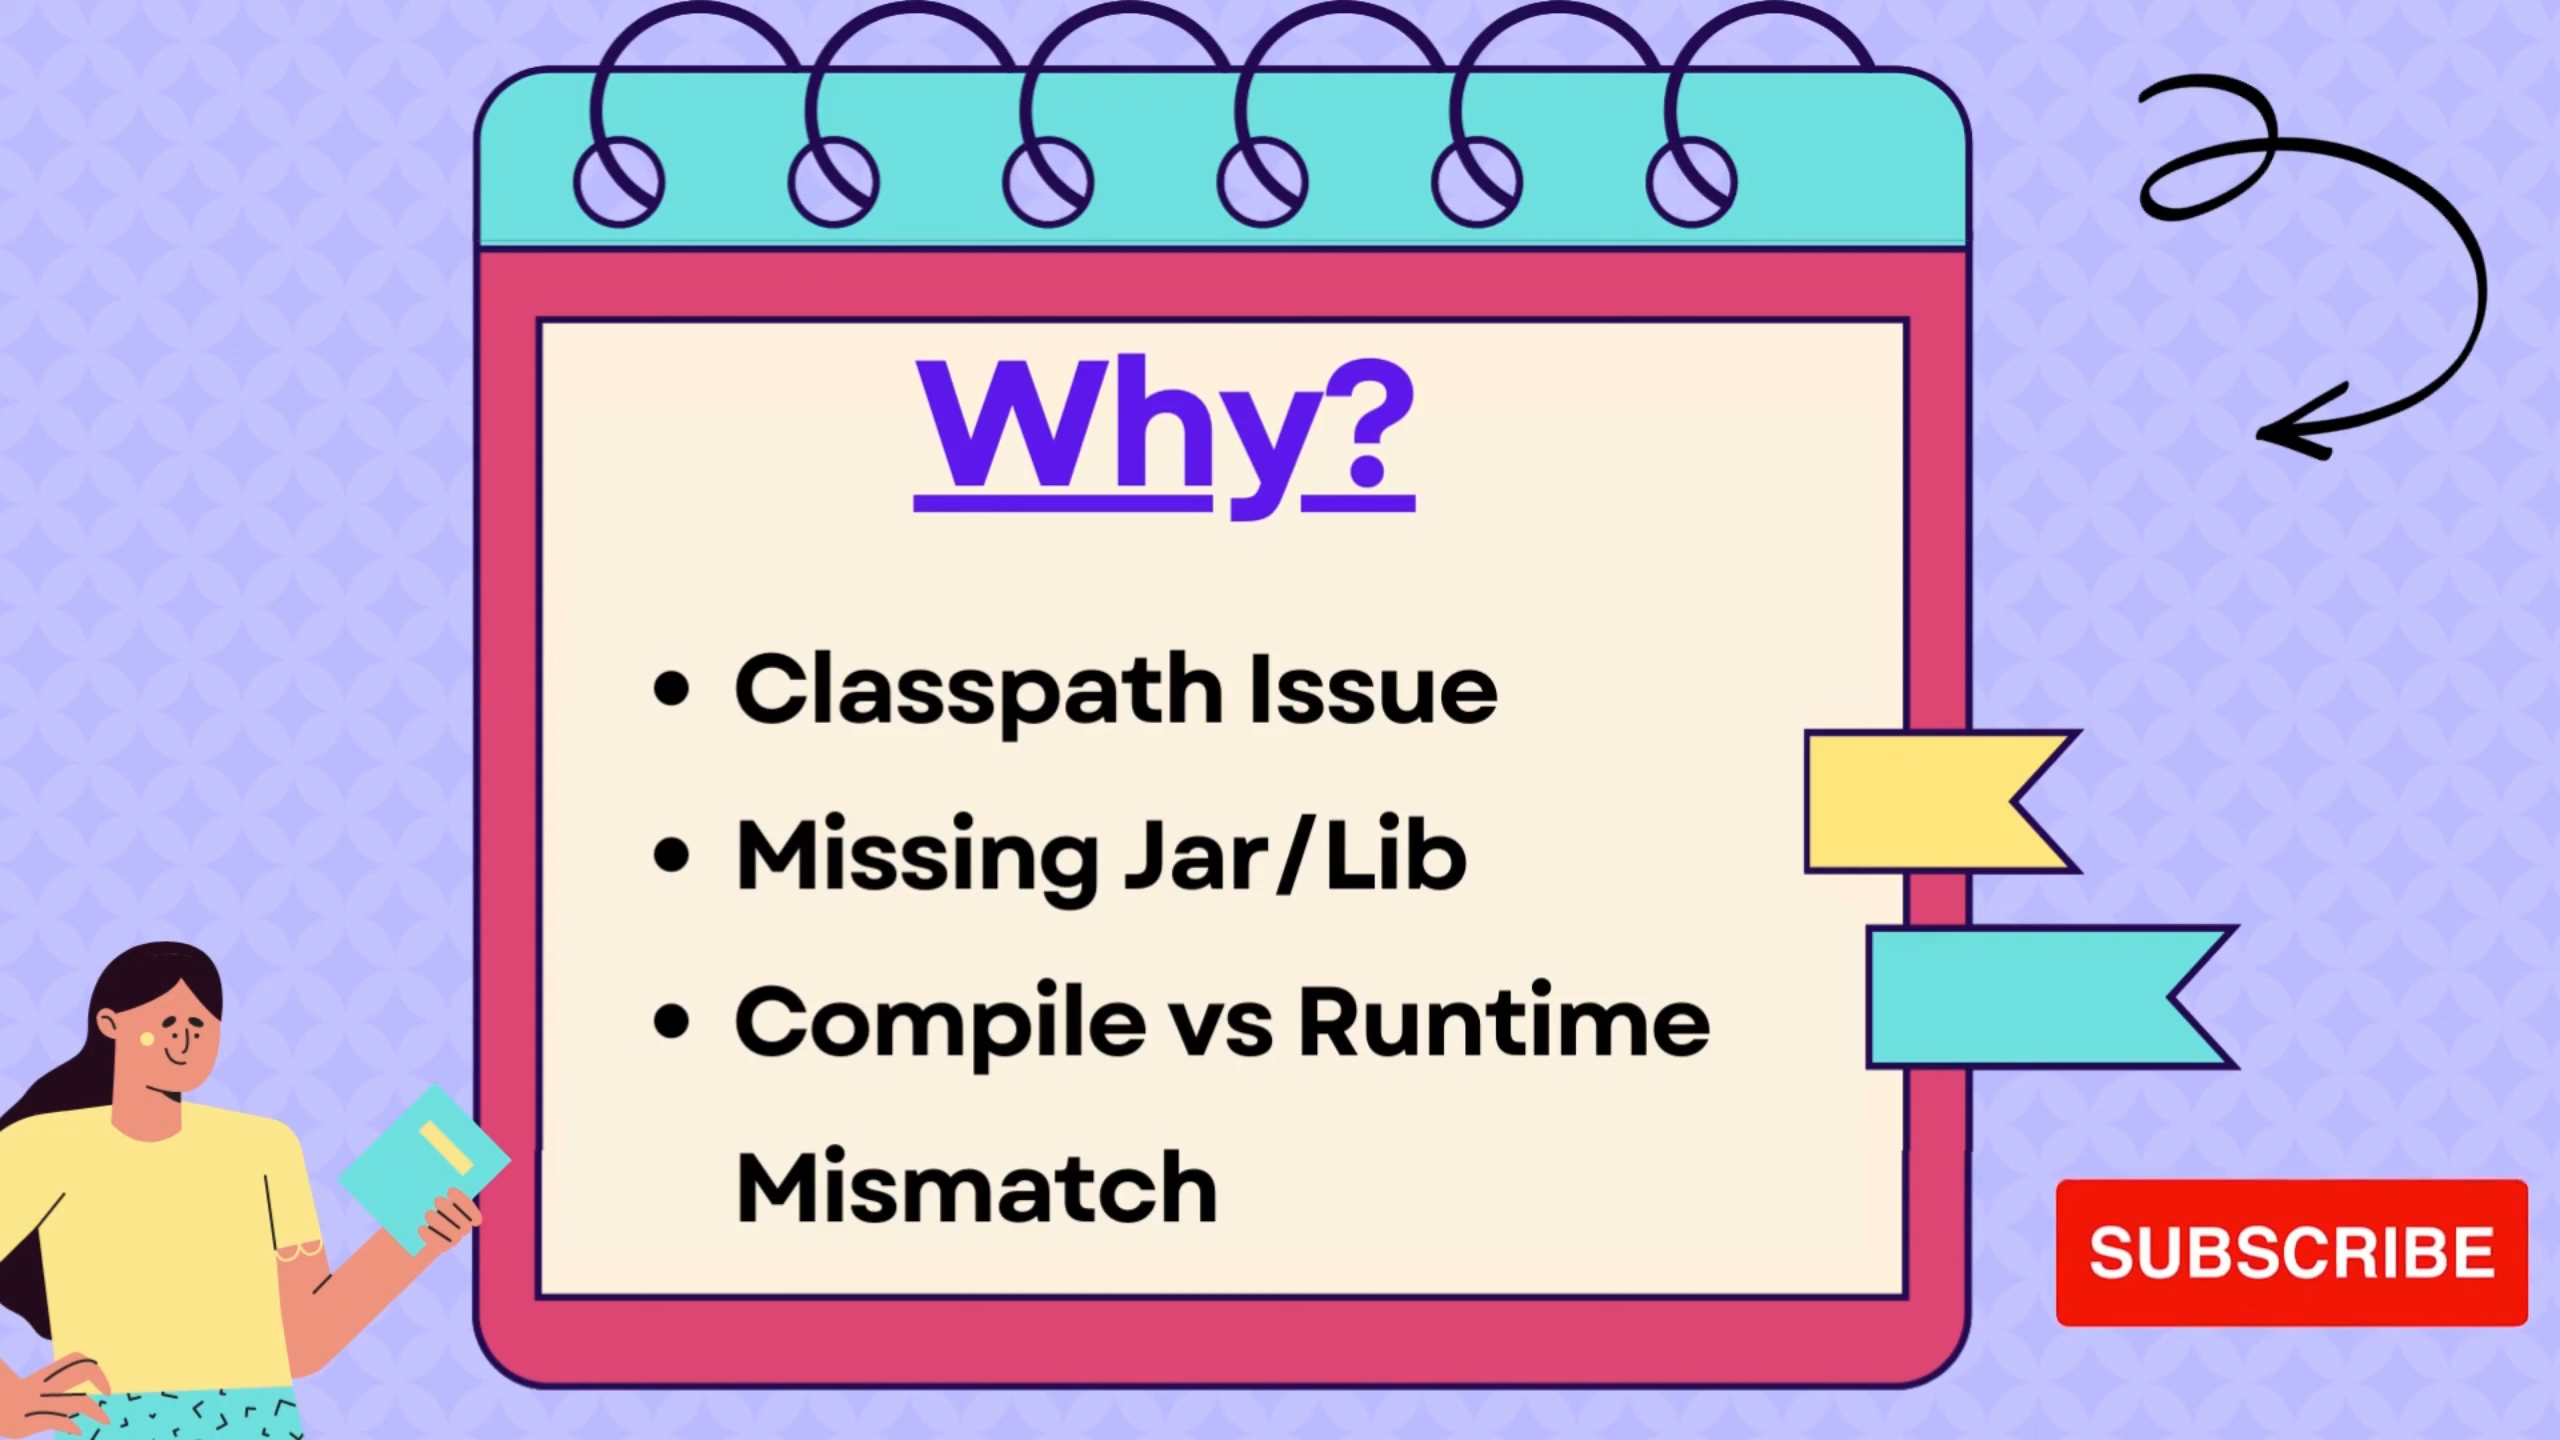 Why?
• Classpath Issue
• Missing Jar/Lib
• Compile vs Runtime
Mismatch
SUBSCRIBE